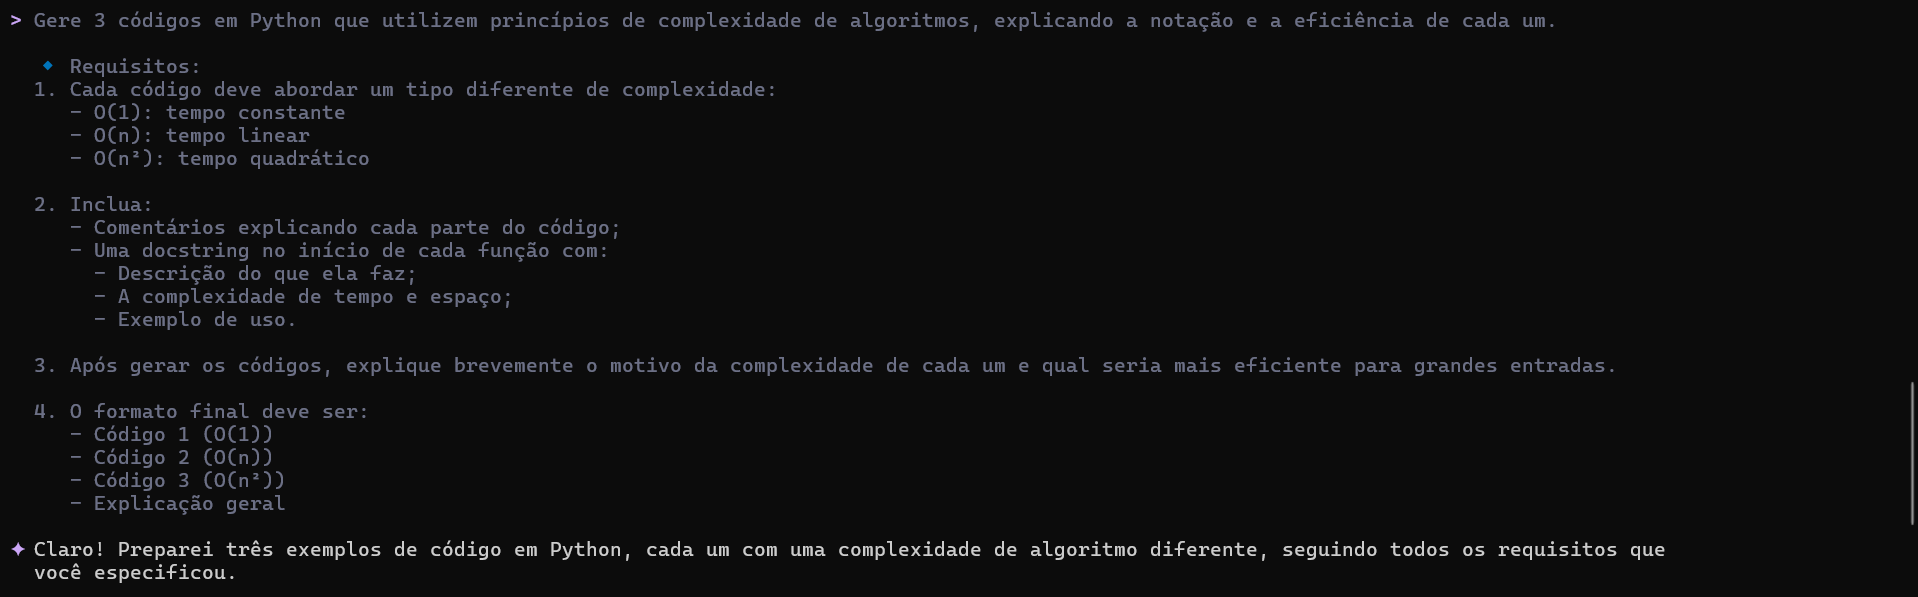 > Gere 3 códigos em Python que utilizem princípios de complexidade de algoritmos, explicando a notação e a eficiência de cada um.
🔹 Requisitos:
1. Cada código deve abordar um tipo diferente de complexidade:
- O(1): tempo constante
- O(n): tempo linear
- O(n²): tempo quadrático
2. Inclua:
- Comentários explicando cada parte do código;
- Uma docstring no início de cada função com:
- Descrição do que ela faz;
- A complexidade de tempo e espaço;
- Exemplo de uso.
3. Após gerar os códigos, explique brevemente o motivo da complexidade de cada um e qual seria mais eficiente para grandes entradas.
4. O formato final deve ser:
- Código 1 (O(1))
- Código 2 (O(n))
- Código 3 (O(n²))
- Explicação geral
✦ Claro! Preparei três exemplos de código em Python, cada um com uma complexidade de algoritmo diferente, seguindo todos os requisitos que
você especificou.